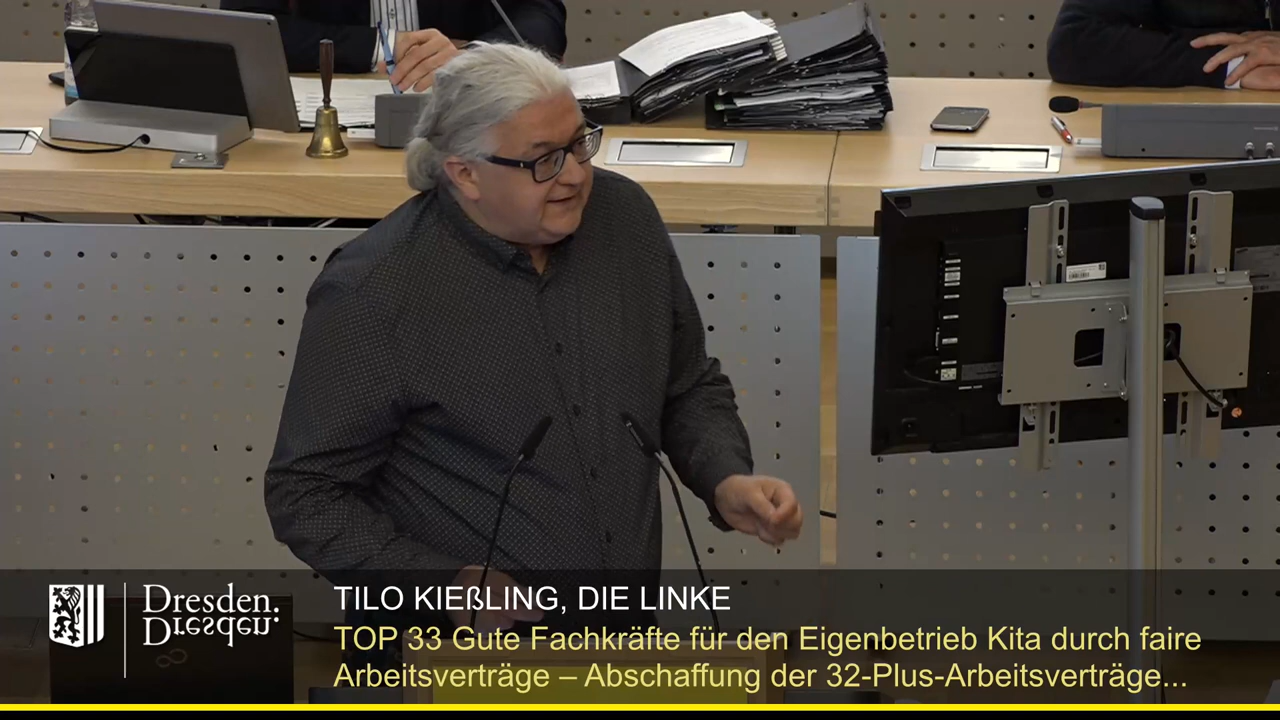 Dresden.
Dresden.
TILO KIEßLING, DIE LINKE
TOP 33 Gute Fachkräfte für den Eigenbetrieb Kita durch faire
Arbeitsverträge – Abschaffung der 32-Plus-Arbeitsverträge...